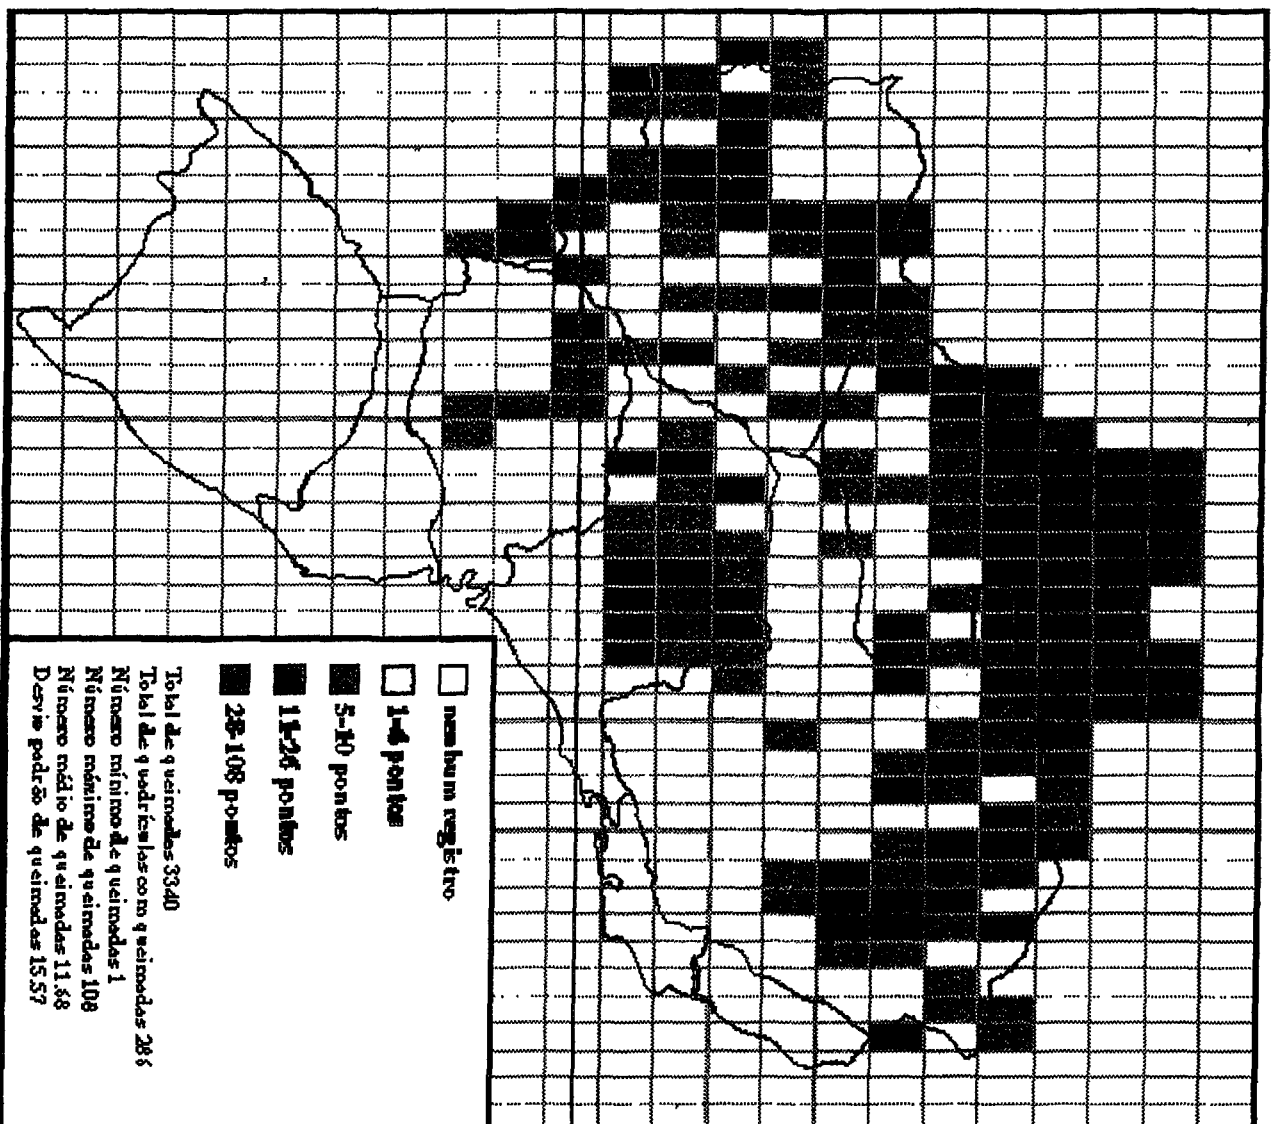 nenhum registro
1-4 pontos
5-10 pontos
11-26 pontos
28-108 pontos
Total de queimadas 3340
Total de quadrículas com queimadas 286
Número mínimo de queimadas 1
Número máximo de queimadas 108
Número médio de queimadas 11.68
Desvio padrão de queimadas 15.57